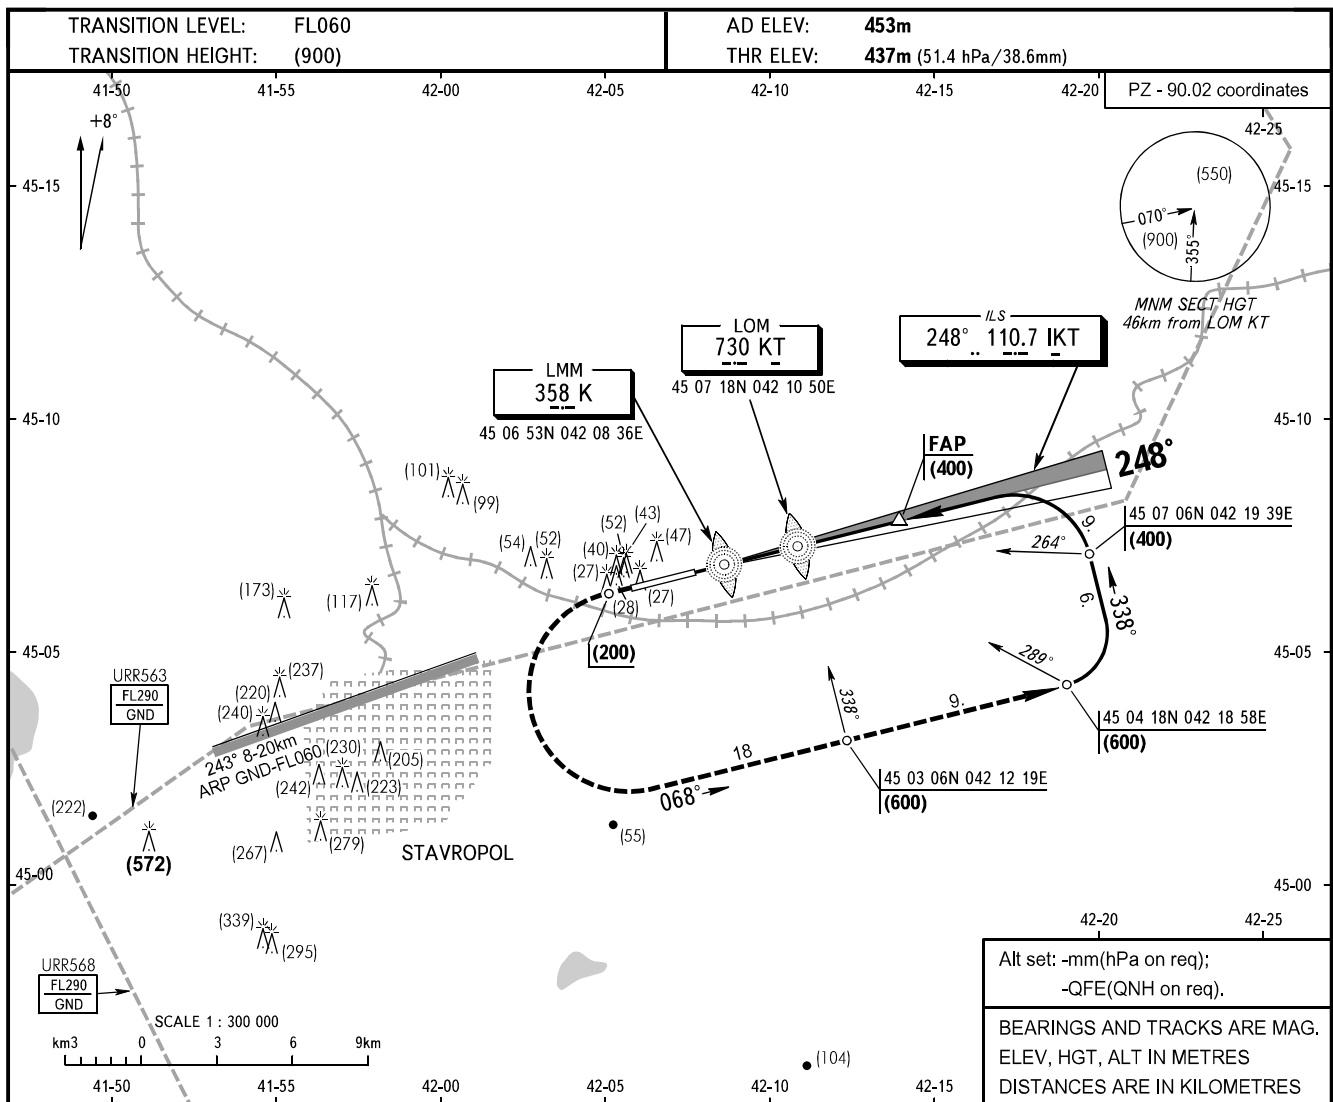 TRANSITION LEVEL: FL060
TRANSITION HEIGHT: (900)
AD ELEV: 453m
THR ELEV: 437m (51.4 hPa/38.6mm)
41-50 41-55 42-00 42-05 42-10 42-15 42-20
PZ - 90.02 coordinates
42-25
+8°
45-15 45-15
(550)
070°
(900)
355°
MNM SECT HGT
46km from LOM KT
ILS
248° 110.7 IKT
LOM
730 KT
45 07 18N 042 10 50E
LMM
358 K
45 06 53N 042 08 36E
45-10 45-10
FAP
(400)
248°
(101)
(99)
(43)
(52)
(47)
(54)
(52)
(40)
(27)
(27)
(28)
45 07 06N 042 19 39E
(400)
264°
9.
(173)
(117)
6.
338°
(200)
45-05 45-05
URR563
FL290
GND
(237)
(220)
(240)
289°
338°
9.
45 04 18N 042 18 58E
(600)
243° 8-20km
ARP GND-FL060
(230)
(205)
(242)
(223)
18
068°
45 03 06N 042 12 19E
(600)
(222)
(572)
(267)
(279)
(55)
STAVROPOL
45-00 45-00
(339)
(295)
42-20 42-25
URR568
FL290
GND
Alt set: -mm(hPa on req);
-QFE(QNH on req).
SCALE 1 : 300 000
km3 0 3 6 9km
(104)
BEARINGS AND TRACKS ARE MAG.
ELEV, HGT, ALT IN METRES
DISTANCES ARE IN KILOMETRES
41-50 41-55 42-00 42-05 42-10 42-15